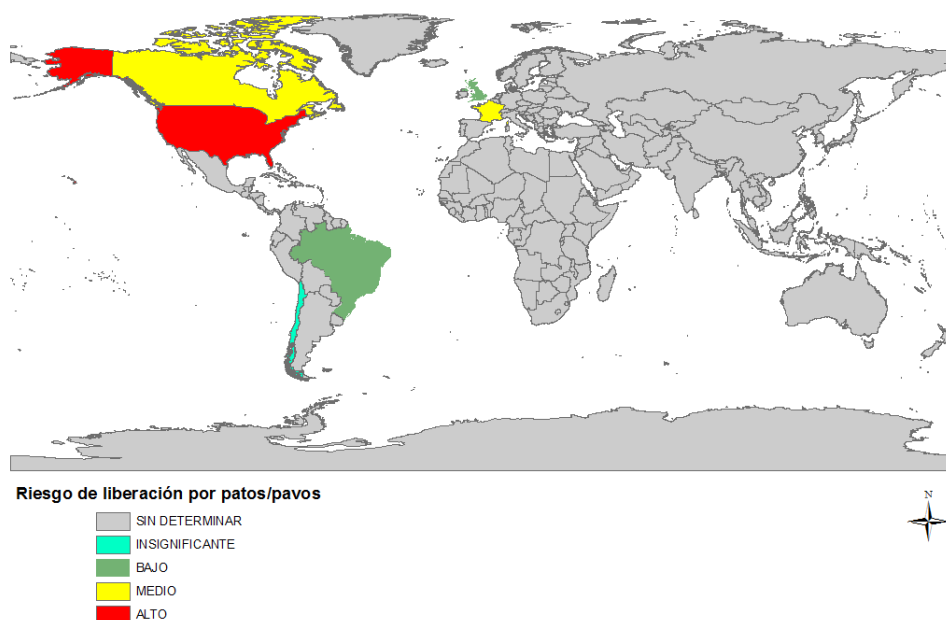 Riesgo de liberación por patos/pavos
N
SIN DETERMINAR
INSIGNIFICANTE
BAJO
MEDIO
ALTO